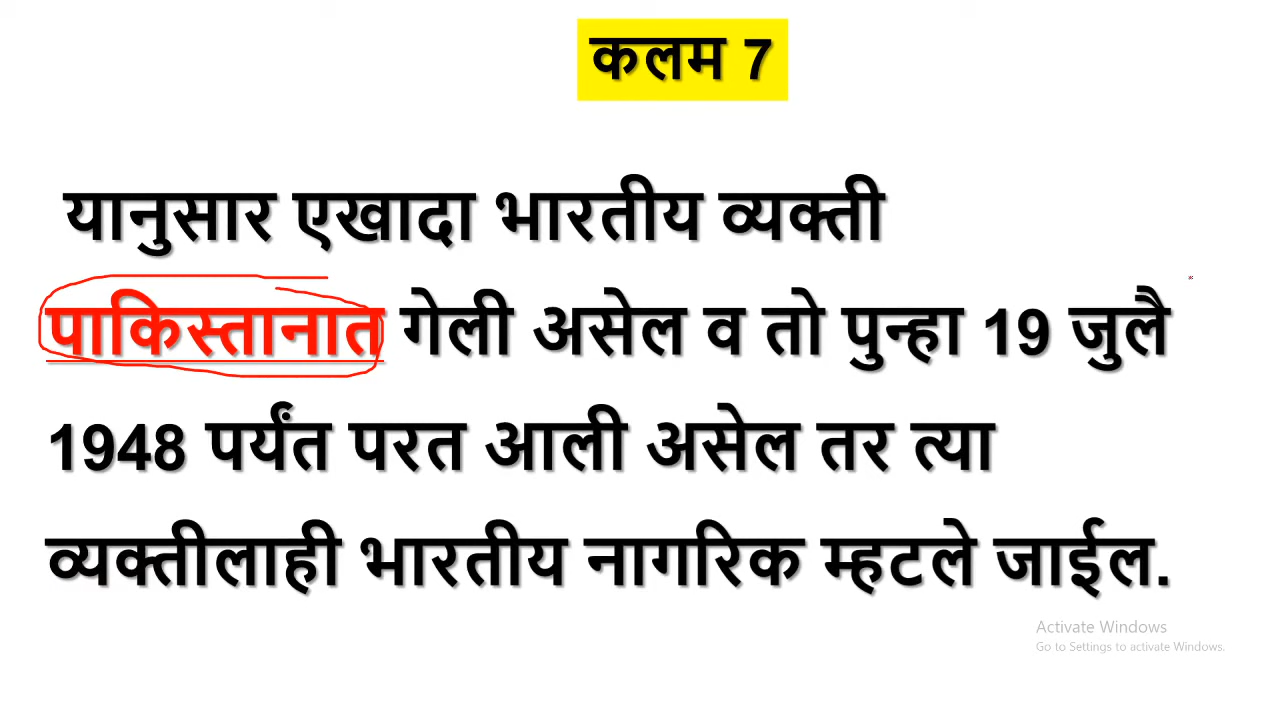 कलम 7
यानुसार एखादा भारतीय व्यक्ती
पाकिस्तानात गेली असेल व तो पुन्हा 19 जुलै
1948 पर्यंत परत आली असेल तर त्या
व्यक्तीलाही भारतीय नागरिक म्हटले जाईल.
Activate Windows
Go to Settings to activate Windows.